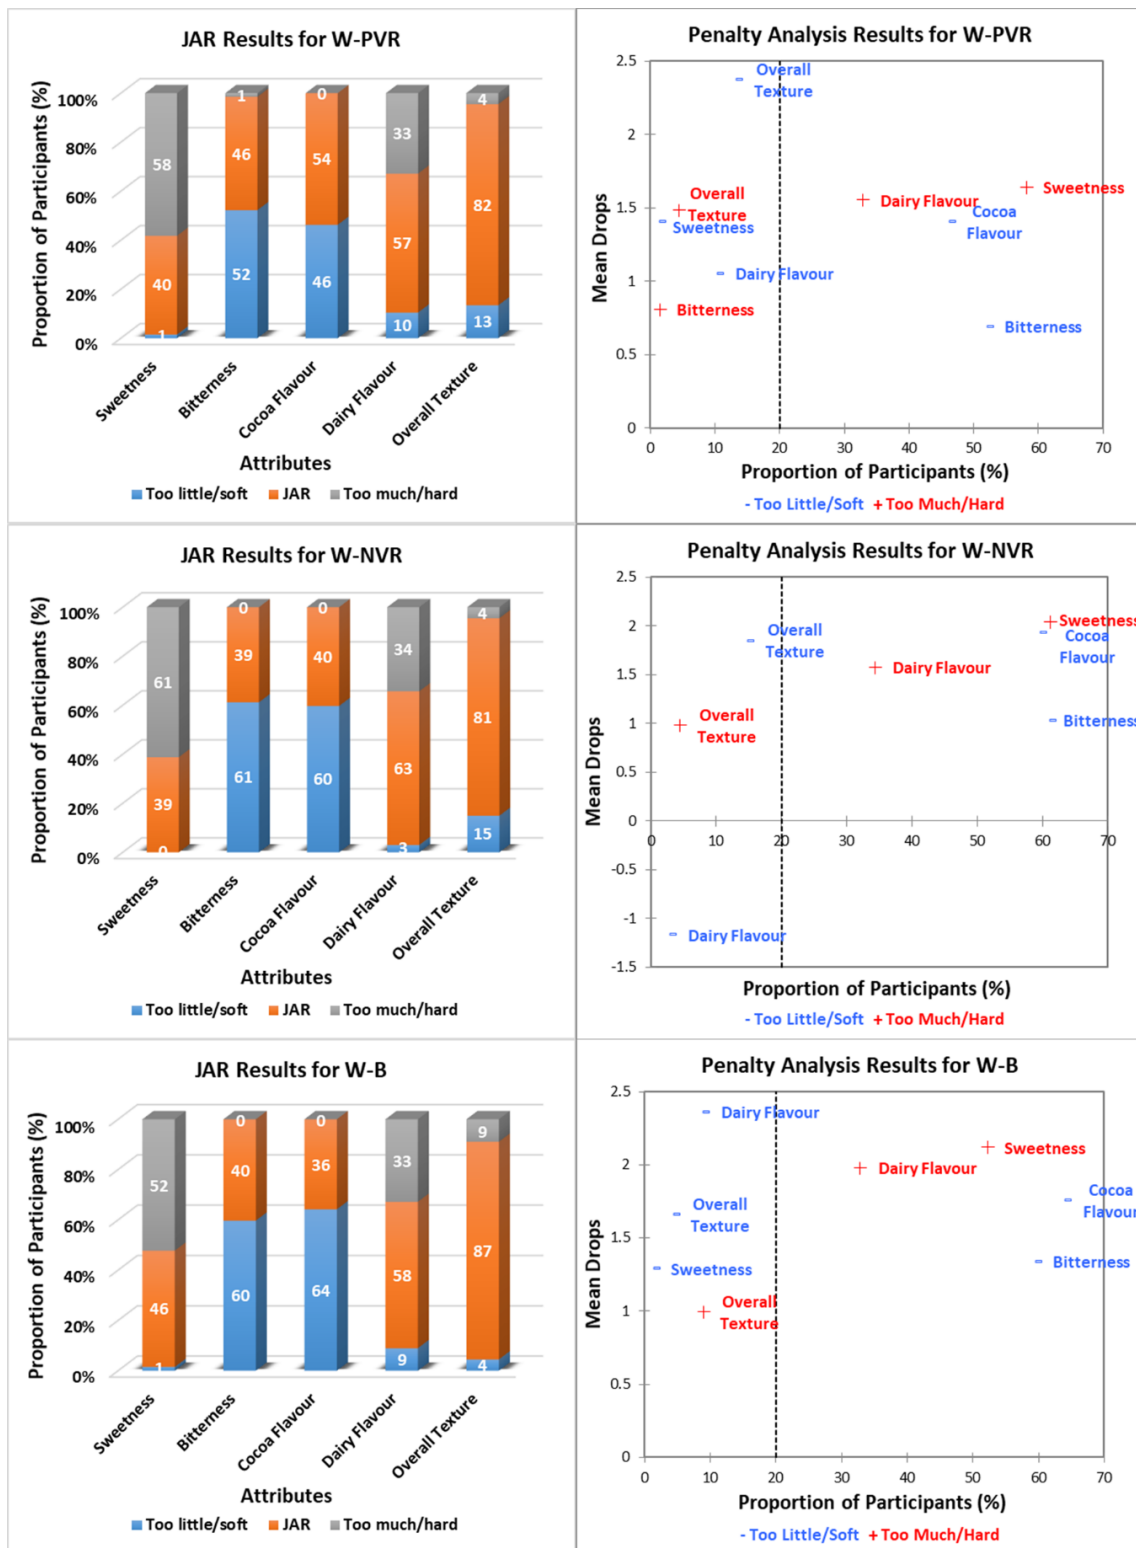 JAR Results for W-PVR
Proportion of Participants (%)
100%
80%
60%
40%
20%
0%
58
40
1
1
46
52
0
54
46
33
57
10
4
82
13
Sweetness
Bitterness
Cocoa Flavour
Dairy Flavour
Overall Texture
Attributes
Too little/soft JAR Too much/hard
Penalty Analysis Results for W-PVR
Mean Drops
2.5
2
1.5
1
0.5
0
Overall
Texture
Overall
Texture
Sweetness
Dairy Flavour
Sweetness
Cocoa
Flavour
Dairy Flavour
Bitterness
Bitterness
0 10 20 30 40 50 60 70
Proportion of Participants (%)
- Too Little/Soft + Too Much/Hard
JAR Results for W-NVR
Proportion of Participants (%)
100%
80%
60%
40%
20%
0%
61
39
0
0
39
61
0
40
60
34
63
3
4
81
15
Sweetness
Bitterness
Cocoa Flavour
Dairy Flavour
Overall Texture
Attributes
Too little/soft JAR Too much/hard
Penalty Analysis Results for W-NVR
Mean Drops
2.5
2
1.5
1
0.5
0
-0.5
-1
-1.5
Overall
Texture
Sweetness
Cocoa
Flavour
Dairy Flavour
Overall
Texture
Bitterness
0 10 20 30 40 50 60 70
Dairy Flavour
Proportion of Participants (%)
- Too Little/Soft + Too Much/Hard
JAR Results for W-B
Proportion of Participants (%)
100%
80%
60%
40%
20%
0%
52
46
1
0
40
60
0
36
64
33
58
9
9
87
4
Sweetness
Bitterness
Cocoa Flavour
Dairy Flavour
Overall Texture
Attributes
Too little/soft JAR Too much/hard
Penalty Analysis Results for W-B
Mean Drops
2.5
2
1.5
1
0.5
0
Dairy Flavour
Sweetness
Dairy Flavour
Cocoa
Flavour
Overall
Texture
Sweetness
Bitterness
Overall
Texture
0 10 20 30 40 50 60 70
Proportion of Participants (%)
- Too Little/Soft + Too Much/Hard